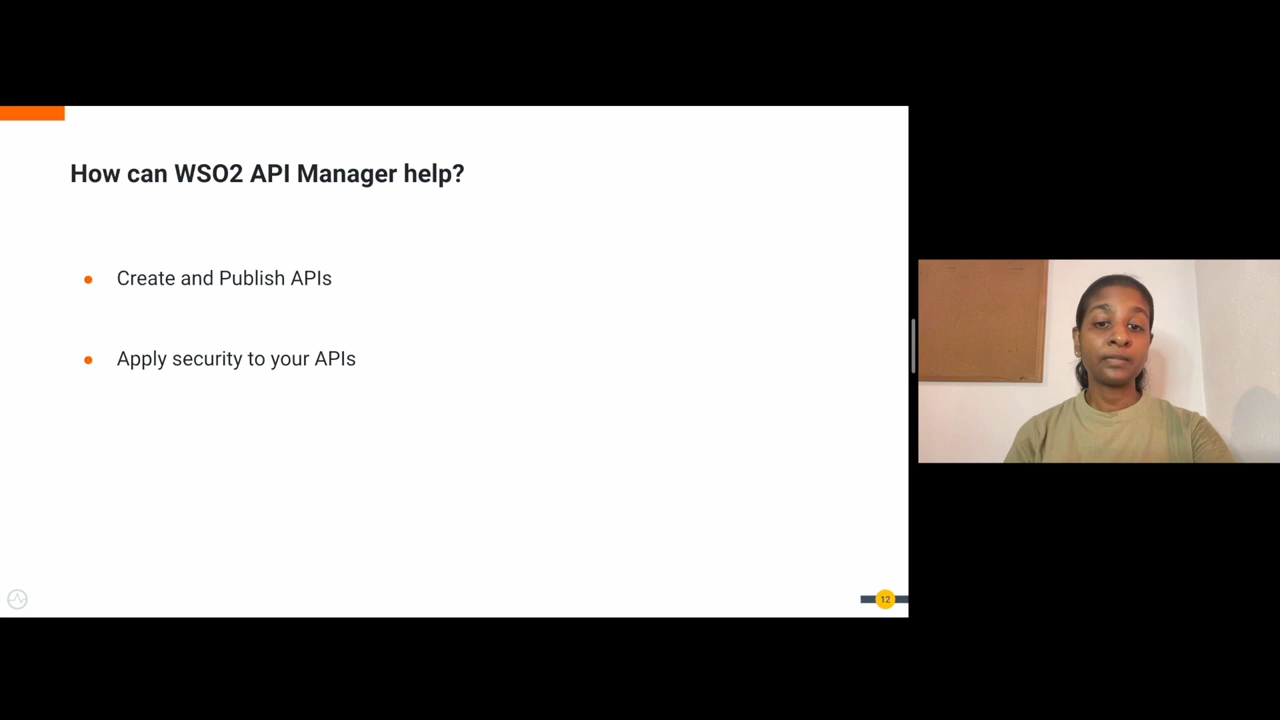 How can WSO2 API Manager help?
● Create and Publish APIs
● Apply security to your APIs
12